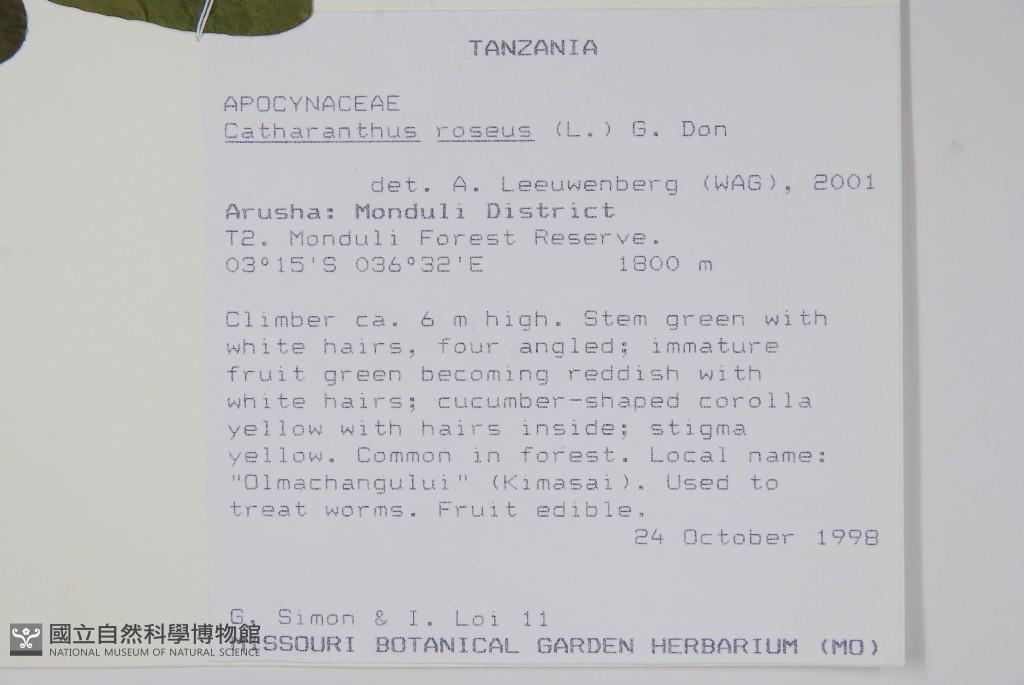 TANZANIA
APOCYNACEAE
Catharanthus roseus (L.) G. Don
det. A. Leeuwenberg (WAG), 2001
Arusha: Monduli District
T2. Monduli Forest Reserve.
03°15'S 036°32'E 1800 m
Climber ca. 6 m high. Stem green with
white hairs, four angled; immature
fruit green becoming reddish with
white hairs; cucumber-shaped corolla
yellow with hairs inside; stigma
yellow. Common in forest. Local name:
"Olmachangului" (Kimasai). Used to
treat worms. Fruit edible.
24 October 1998
G. Simon & I. Loi 11
MISSOURI BOTANICAL GARDEN HERBARIUM (MO)
國立自然科學博物館
NATIONAL MUSEUM OF NATURAL SCIENCE